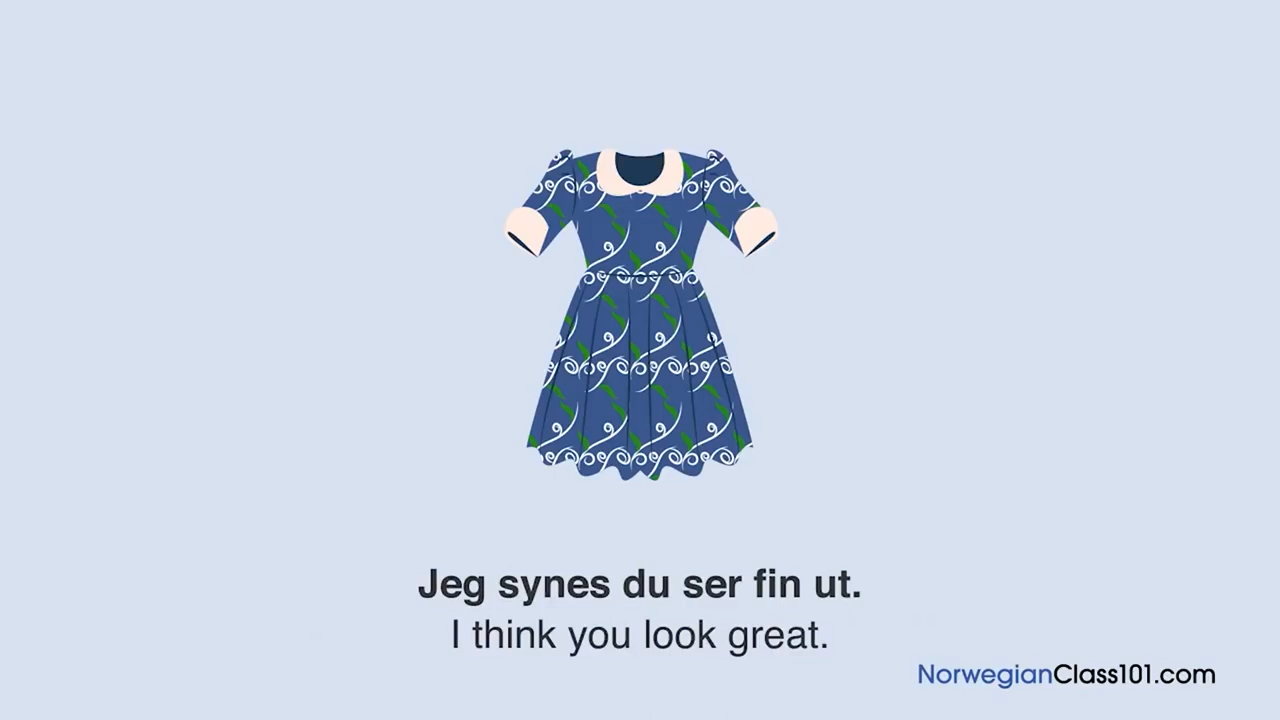 Jeg synes du ser fin ut.
I think you look great.
NorwegianClass101.com